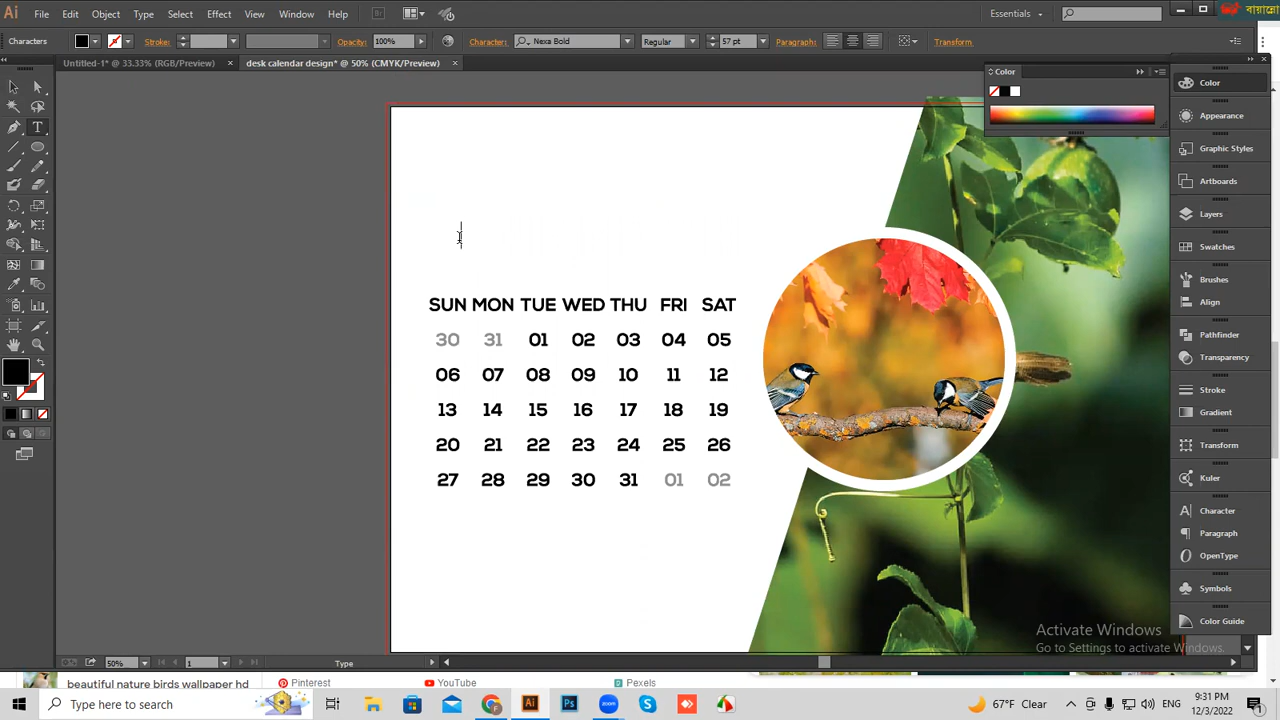 Ai File Edit Object Type Select Effect View Window Help Br Essentials বায়ান্নো
Characters Stroke: Opacity: 100% Character: Nexa Bold Regular 57 pt Paragraph: Transform
Untitled-1* @ 33.33% (RGB/Preview) × desk calendar design* @ 50% (CMYK/Preview) ×
Color
Color
Appearance
Graphic Styles
Artboards
Layers
Swatches
Brushes
Align
Pathfinder
Transparency
Stroke
Gradient
Transform
Kuler
Character
Paragraph
OpenType
Symbols
Color Guide
SUN MON TUE WED THU FRI SAT
30 31 01 02 03 04 05
06 07 08 09 10 11 12
13 14 15 16 17 18 19
20 21 22 23 24 25 26
27 28 29 30 31 01 02
Activate Windows
Go to Settings to activate Windows.
50% 1 Type
beautiful nature birds wallpaper hd Pinterest YouTube Pexels
Type here to search Ai Ps zoom 67°F Clear ENG 9:31 PM
12/3/2022 1